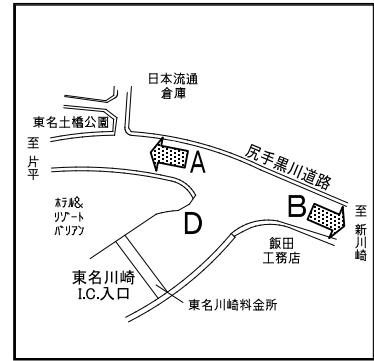 日本流通
倉庫
東名土橋公園
至
片
平
A
尻手黒川道路
B
至
新
川
崎
ホテル&
リゾート
バリアン
D
飯田
工務店
東名川崎
I.C.入口
東名川崎料金所